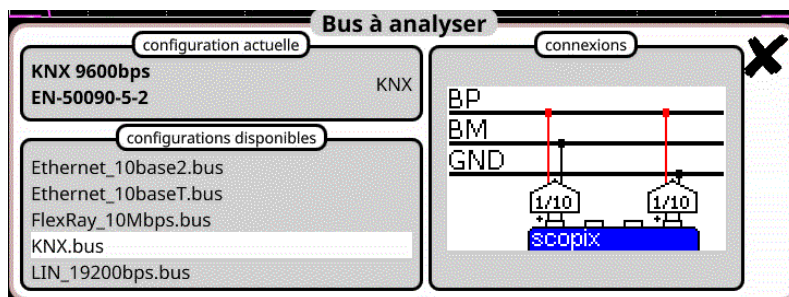 Bus à analyser
configuration actuelle
KNX 9600bps
EN-50090-5-2
KNX
configurations disponibles
Ethernet_10base2.bus
Ethernet_10baseT.bus
FlexRay_10Mbps.bus
KNX.bus
LIN_19200bps.bus
connexions
BP
BM
GND
1/10 1/10
+ +
scopix